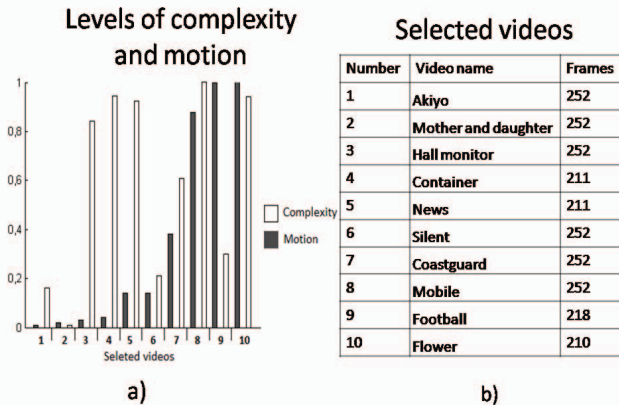 Levels of complexity
and motion
1
0,8
0,6
0,4
0,2
0
1 2 3 4 5 6 7 8 9 10
Seleted videos
Complexity
Motion
a)
Selected videos
Number Video name Frames
1 Akiyo 252
2 Mother and daughter 252
3 Hall monitor 252
4 Container 211
5 News 211
6 Silent 252
7 Coastguard 252
8 Mobile 252
9 Football 218
10 Flower 210
b)